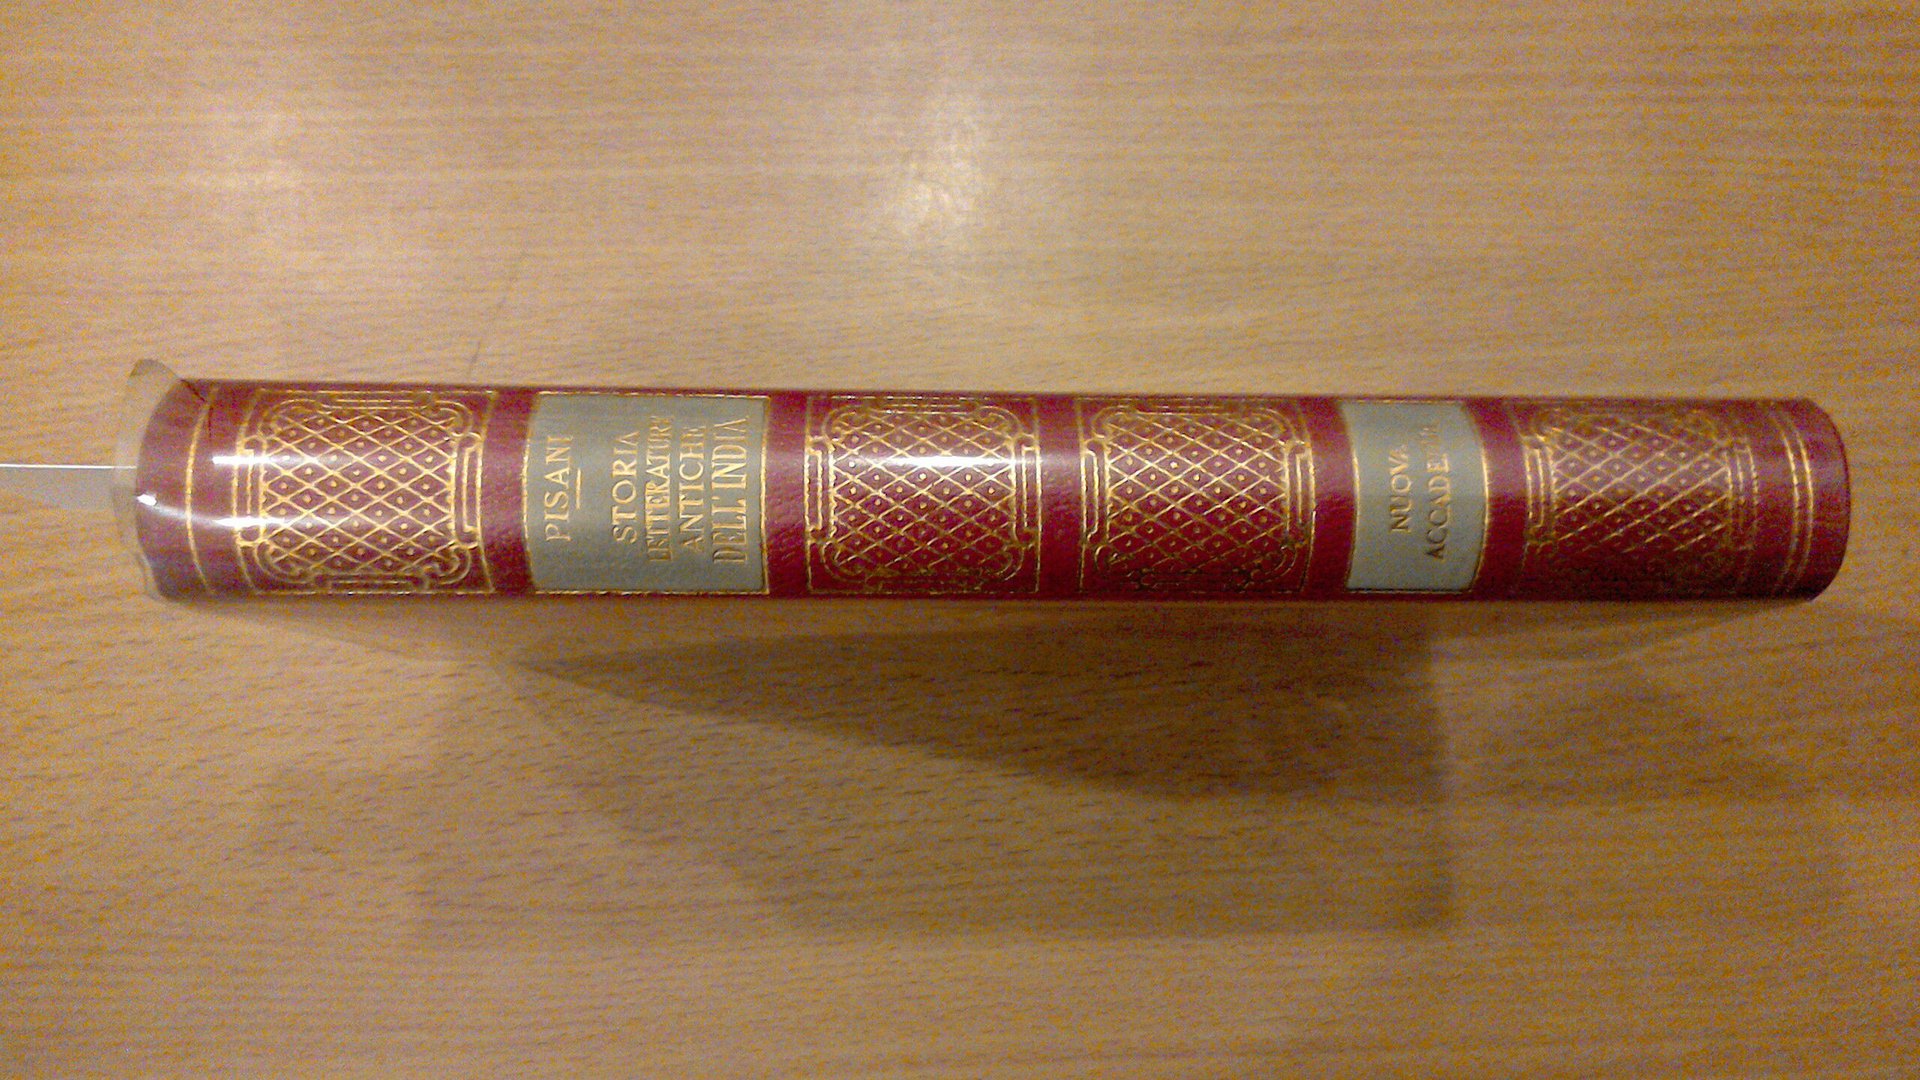 PISANI
STORIA
LETTERATURE
ANTICHE
DELL'INDIA
NUOVA
ACCADEMIA